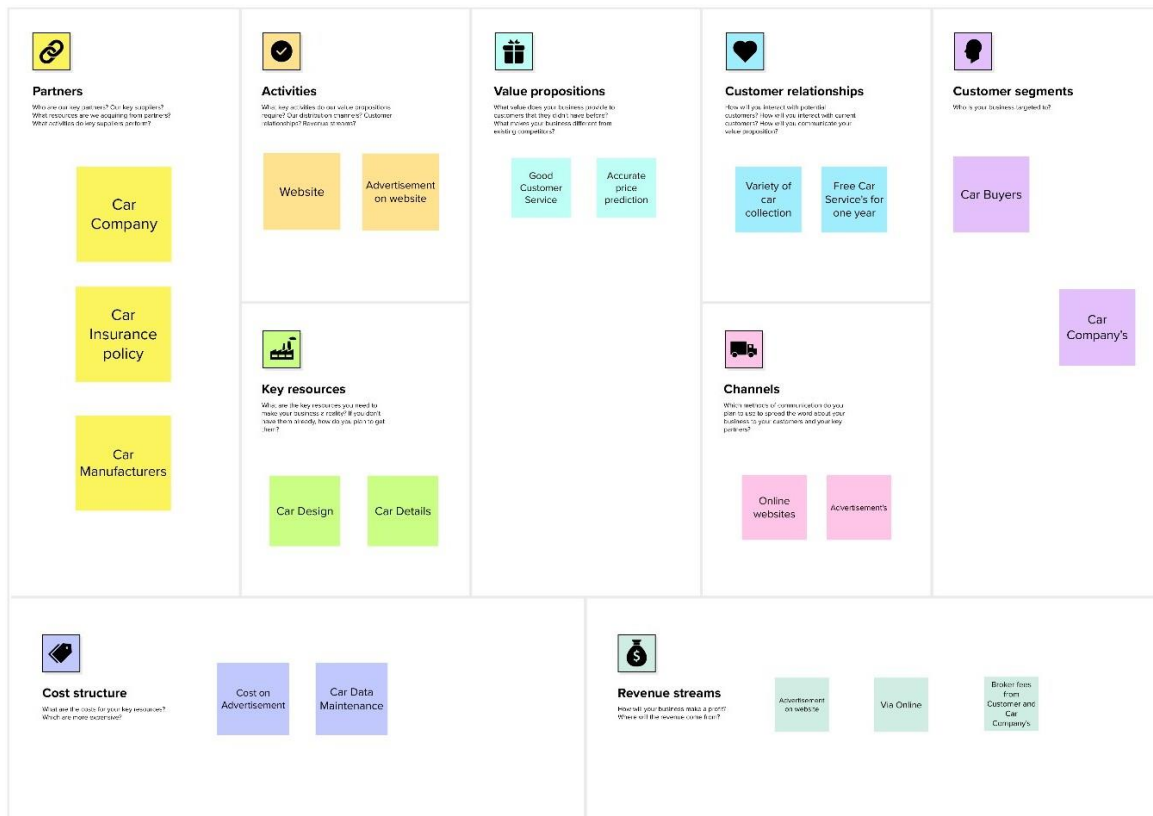 Partners
Who are our key partners? Our key suppliers?
What resources are we acquiring from partners?
What activities do key suppliers perform?
Car
Company
Car
Insurance
policy
Car
Manufacturers
Activities
What key activities do our value propositions
require? Our distribution channels? Customer
relationships? Revenue streams?
Website
Advertisement
on website
Key resources
What are the key resources you need to
make your business a reality? If you don't
have them already, how do you plan to get
them?
Car Design
Car Details
Value propositions
What value does your business provide to
customers that they didn't have before?
What makes your business different from
existing competitors?
Good
Customer
Service
Accurate
price
prediction
Customer relationships
How will you interact with potential
customers? How will you interact with current
customers? How will you communicate your
value proposition?
Variety of
car
collection
Free Car
Service's for
one year
Channels
Which methods of communication do you
plan to use to spread the word about your
business to your customers and your key
partners?
Online
websites
Advertisement's
Customer segments
Who is your business targeted to?
Car Buyers
Car
Company's
Cost structure
What are the costs for your key resources?
Which are more expensive?
Cost on
Advertisement
Car Data
Maintenance
Revenue streams
How will your business make a profit?
Where will the revenue come from?
Advertisement
on website
Via Online
Broker fees
from
Customer and
Car
Company's